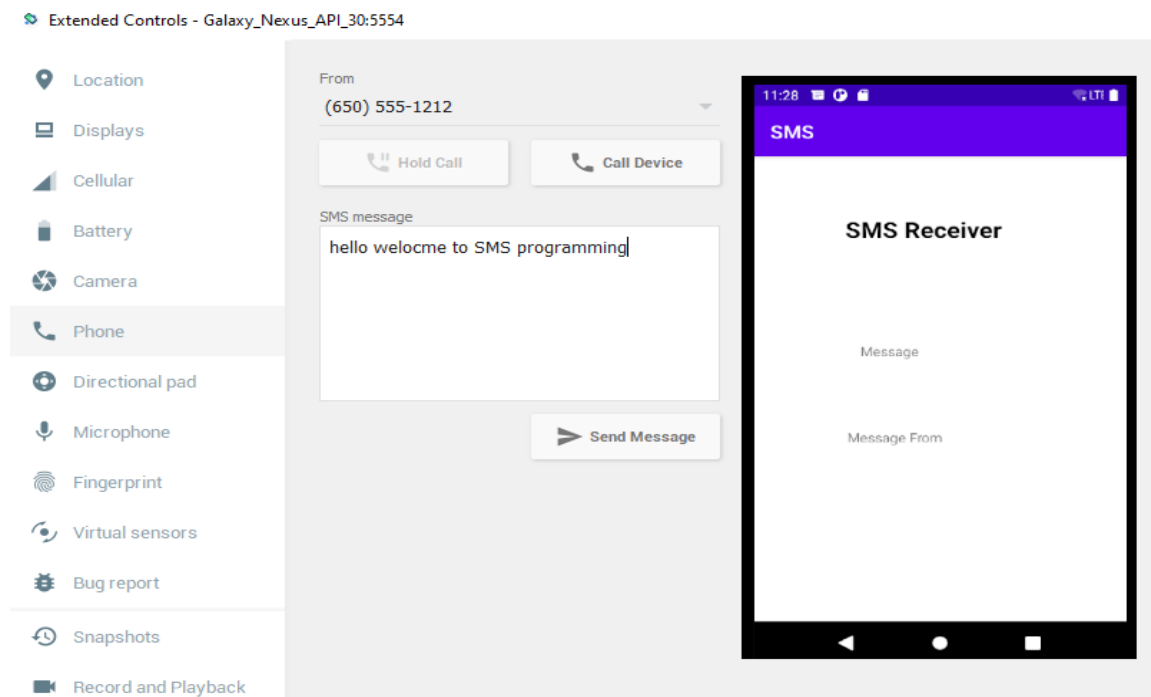 Extended Controls - Galaxy_Nexus_API_30:5554
Location
Displays
Cellular
Battery
Camera
Phone
Directional pad
Microphone
Fingerprint
Virtual sensors
Bug report
Snapshots
Record and Playback
From
(650) 555-1212
Hold Call
Call Device
SMS message
hello welocme to SMS programming
Send Message
11:28
LTE
SMS
SMS Receiver
Message
Message From